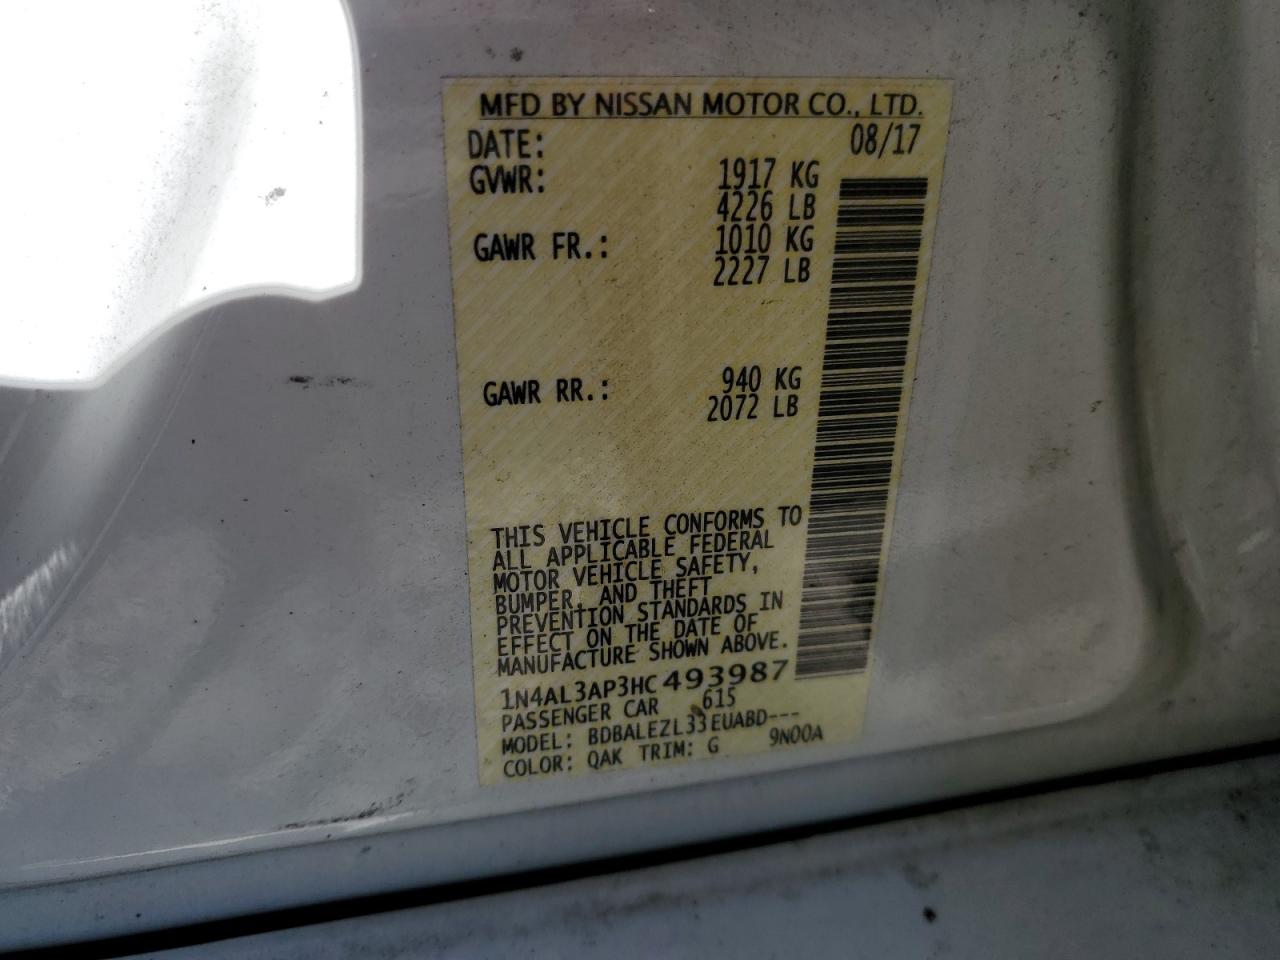 MFD BY NISSAN MOTOR CO., LTD.
DATE: 08/17
GVWR: 1917 KG
4226 LB
GAWR FR.: 1010 KG
2227 LB
GAWR RR.: 940 KG
2072 LB
THIS VEHICLE CONFORMS TO
ALL APPLICABLE FEDERAL
MOTOR VEHICLE SAFETY,
BUMPER, AND THEFT
PREVENTION STANDARDS IN
EFFECT ON THE DATE OF
MANUFACTURE SHOWN ABOVE.
1N4AL3AP3HC493987
PASSENGER CAR 615
MODEL: BDBALEZL33EUABD---
COLOR: QAK TRIM: G 9N00A